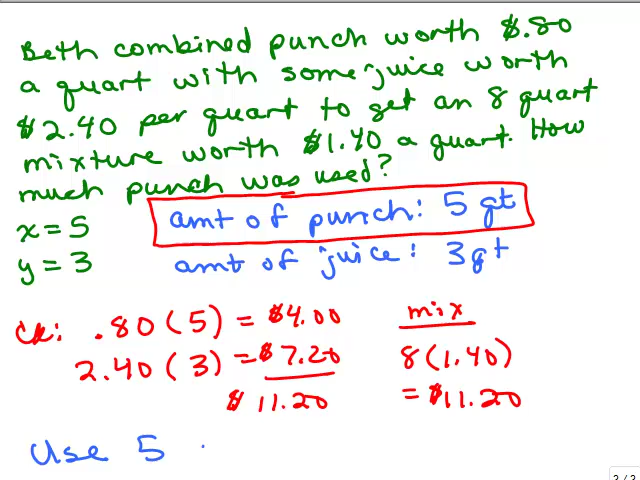 Beth combined punch worth $.80
a quart with some juice worth
$2.40 per quart to get an 8 quart
mixture worth $1.40 a quart. How
much punch was used?
x = 5
amt of punch: 5 qt
y = 3
amt of juice: 3 qt
Ck: .80 (5) = $4.00
mix
2.40 (3) = $7.20
8 (1.40)
$ 11.20
= $11.20
Use 5
2/2